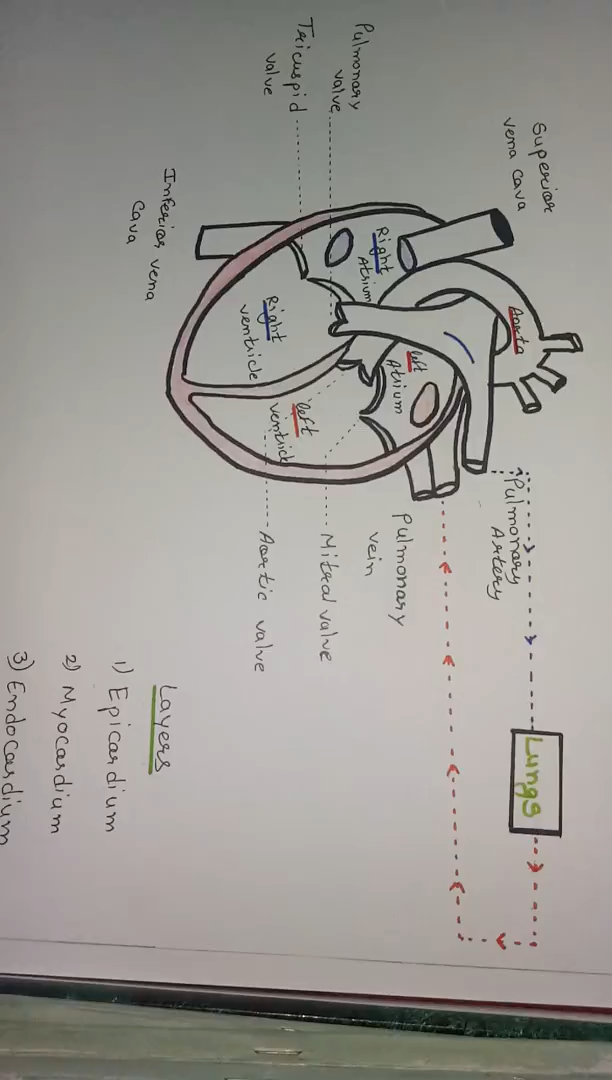 Superior
vena cava
Aorta
Pulmonary
Artery
Lungs
Pulmonary
valve
Tricuspid
valve
Right
Atrium
left
Atrium
Pulmonary
vein
Right
ventricle
left
ventricle
Mitral valve
Aortic valve
Inferior vena
cava
Layers
1) Epicardium
2) Myocardium
3) Endocardium